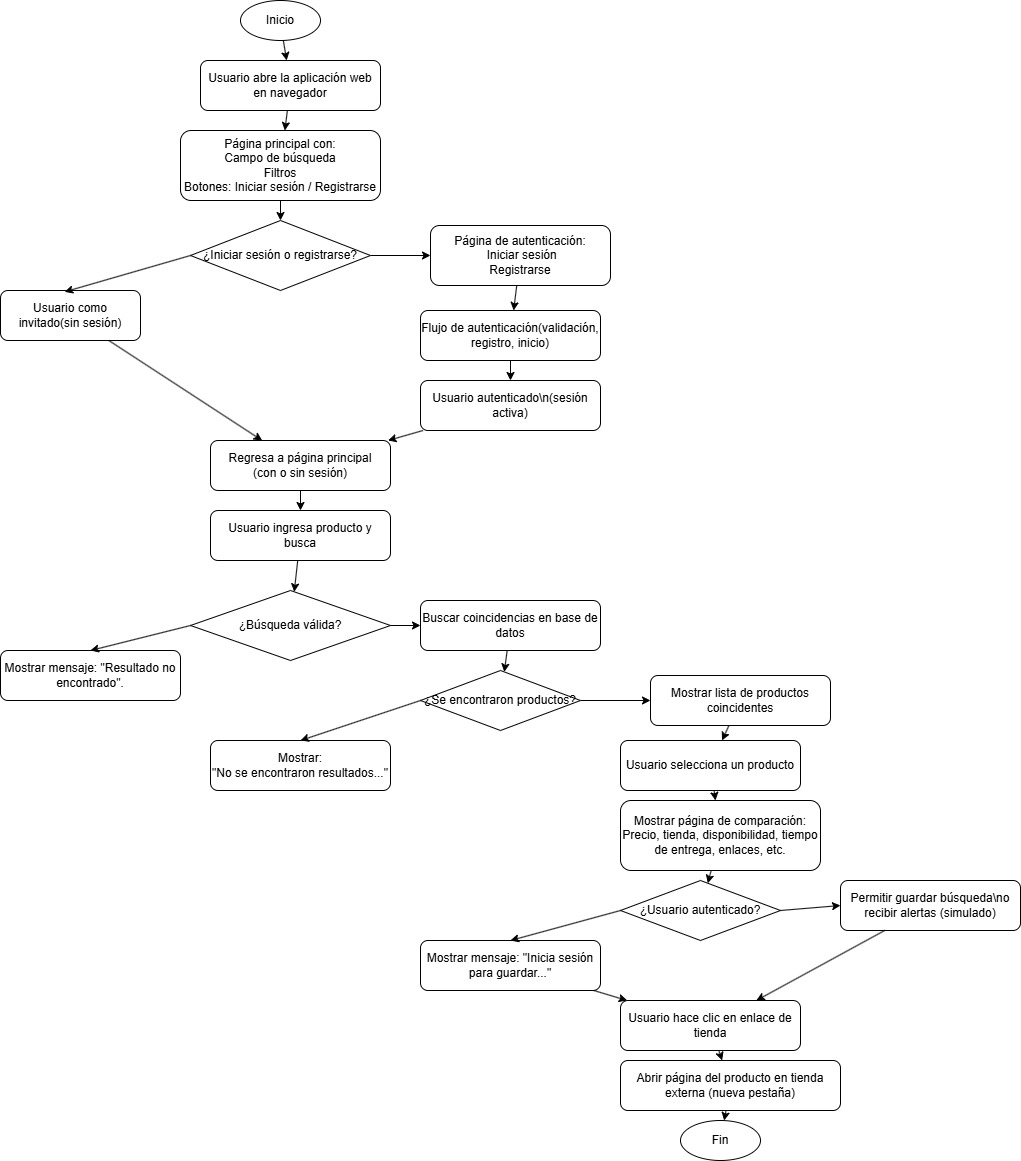 Inicio
Usuario abre la aplicación web
en navegador
Página principal con:
Campo de búsqueda
Filtros
Botones: Iniciar sesión / Registrarse
¿Iniciar sesión o registrarse?
Página de autenticación:
Iniciar sesión
Registrarse
Usuario como
invitado(sin sesión)
Flujo de autenticación(validación,
registro, inicio)
Usuario autenticado\n(sesión
activa)
Regresa a página principal
(con o sin sesión)
Usuario ingresa producto y
busca
¿Búsqueda válida?
Buscar coincidencias en base de
datos
Mostrar mensaje: "Resultado no
encontrado".
¿Se encontraron productos?
Mostrar lista de productos
coincidentes
Mostrar:
"No se encontraron resultados..."
Usuario selecciona un producto
Mostrar página de comparación:
Precio, tienda, disponibilidad, tiempo
de entrega, enlaces, etc.
¿Usuario autenticado?
Permitir guardar búsqueda\no
recibir alertas (simulado)
Mostrar mensaje: "Inicia sesión
para guardar..."
Usuario hace clic en enlace de
tienda
Abrir página del producto en tienda
externa (nueva pestaña)
Fin